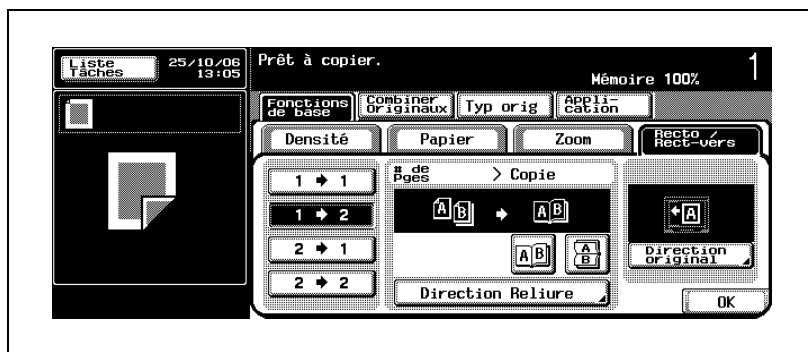 Liste
Tâches
25/10/06
13:05
Prêt à copier.
Mémoire 100%
1
Fonctions
de base
Combiner
Originaux
Typ orig
Appli-
cation
Densité
Papier
Zoom
Recto /
Rect-vers
1 → 1
1 → 2
2 → 1
2 → 2
# de
Pges
> Copie
A B → A B
A B
A
B
Direction Reliure
A
Direction
original
OK